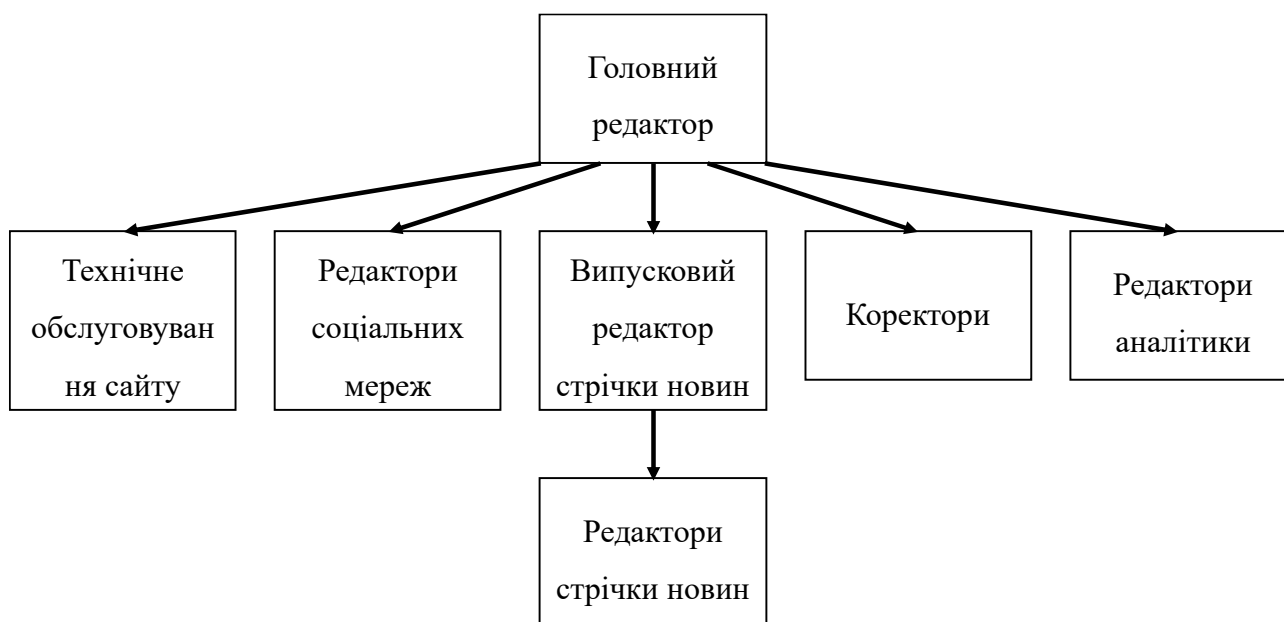 Головний
редактор
Технічне
обслуговуван
ня сайту
Редактори
соціальних
мереж
Випусковий
редактор
стрічки новин
Коректори
Редактори
аналітики
Редактори
стрічки новин